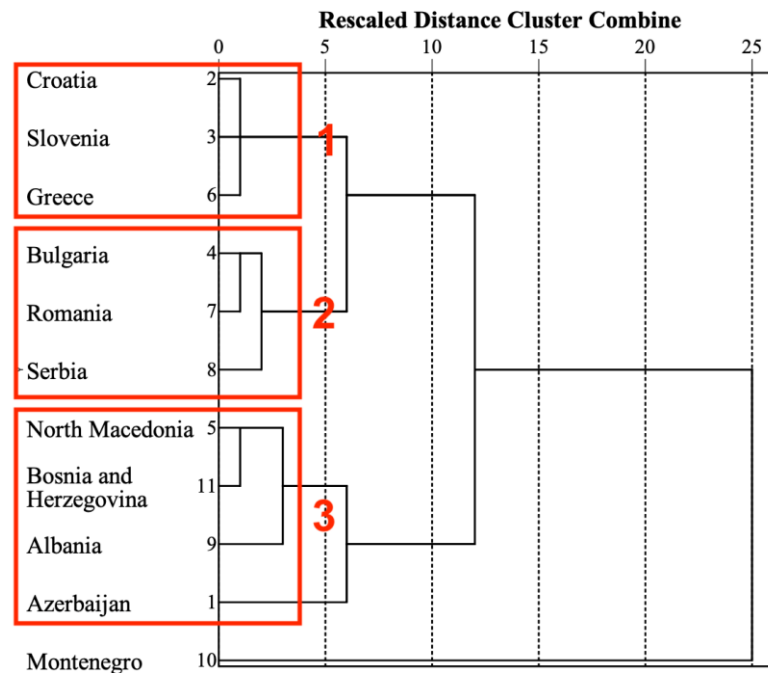 Rescaled Distance Cluster Combine
0 5 10 15 20 25
Croatia 2
Slovenia 3 1
Greece 6
Bulgaria 4
Romania 7 2
Serbia 8
North Macedonia 5
Bosnia and
Herzegovina 11
3
Albania 9
Azerbaijan 1
Montenegro 10